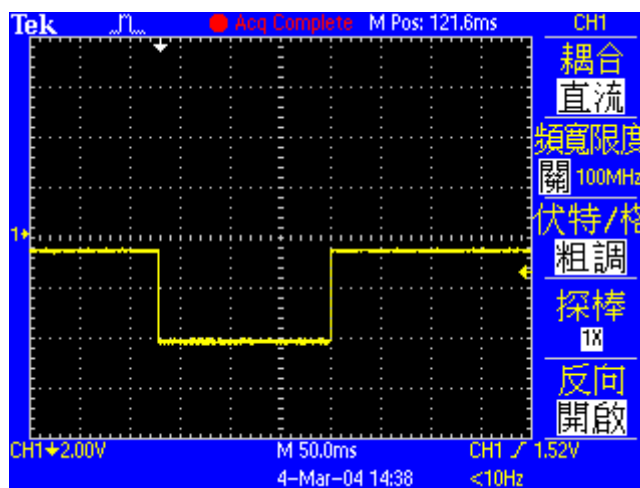 Tek Acq Complete M Pos: 121.6ms CH1
耦合
直流
頻寬限度
關 100MHz
伏特/格
粗調
探棒
1X
反向
開啟
1
CH1 2.00V M 50.0ms CH1 1.52V
4-Mar-04 14:38 <10Hz